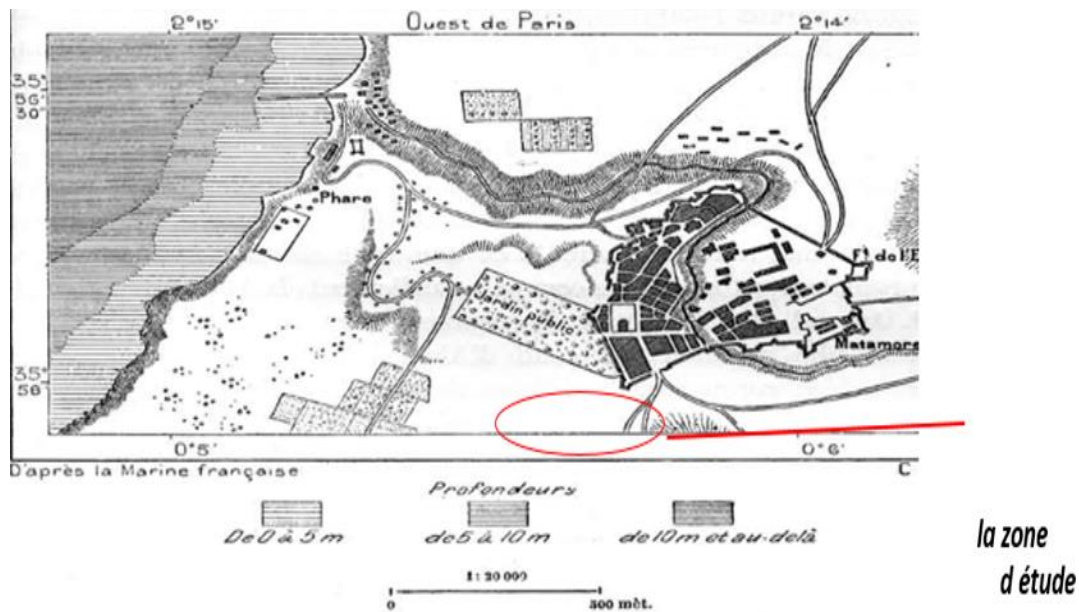 2°15' Ouest de Paris 2°14'
35°
56'
30"
Phare
Ft de l'E
Jardin public
Matamore
35°
56'
0°5' 0°6'
D'après la Marine française C
Profondeurs
De 0 à 5 m de 5 à 10 m de 10 m et au-delà
1:20 000
0 500 mèt.
la zone
d étude